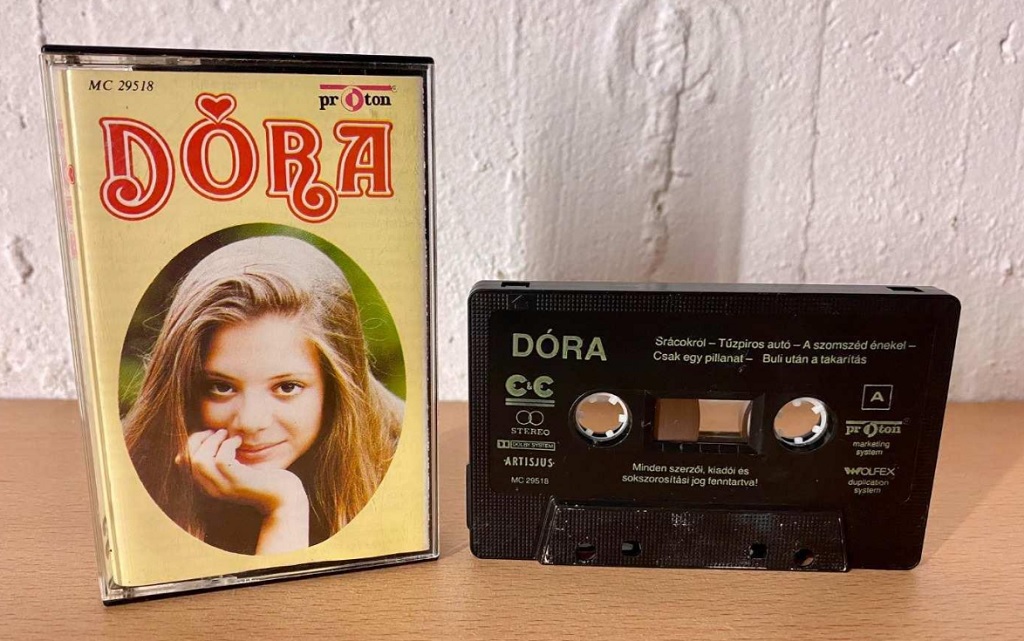 MC 29518
prOton
DÓRA
DÓRA
Srácokról – Tűzpiros autó – A szomszéd énekel –
Csak egy pillanat – Buli után a takarítás
C&C
STEREO
DOLBY SYSTEM
·ARTISJUS·
MC 29518
Minden szerzői, kiadói és
sokszorosítási jog fenntartva!
A
prOton
marketing
system
WOLFEX
duplication
system